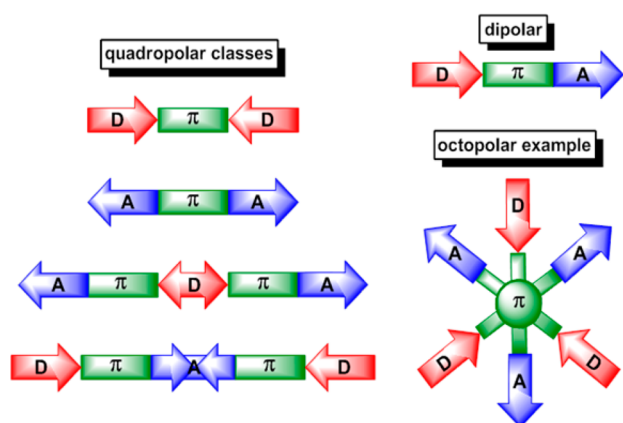 quadropolar classes
D π D
A π A
A π D π A
D π A π D
dipolar
D π A
octopolar example
D
A A
π
D D
A